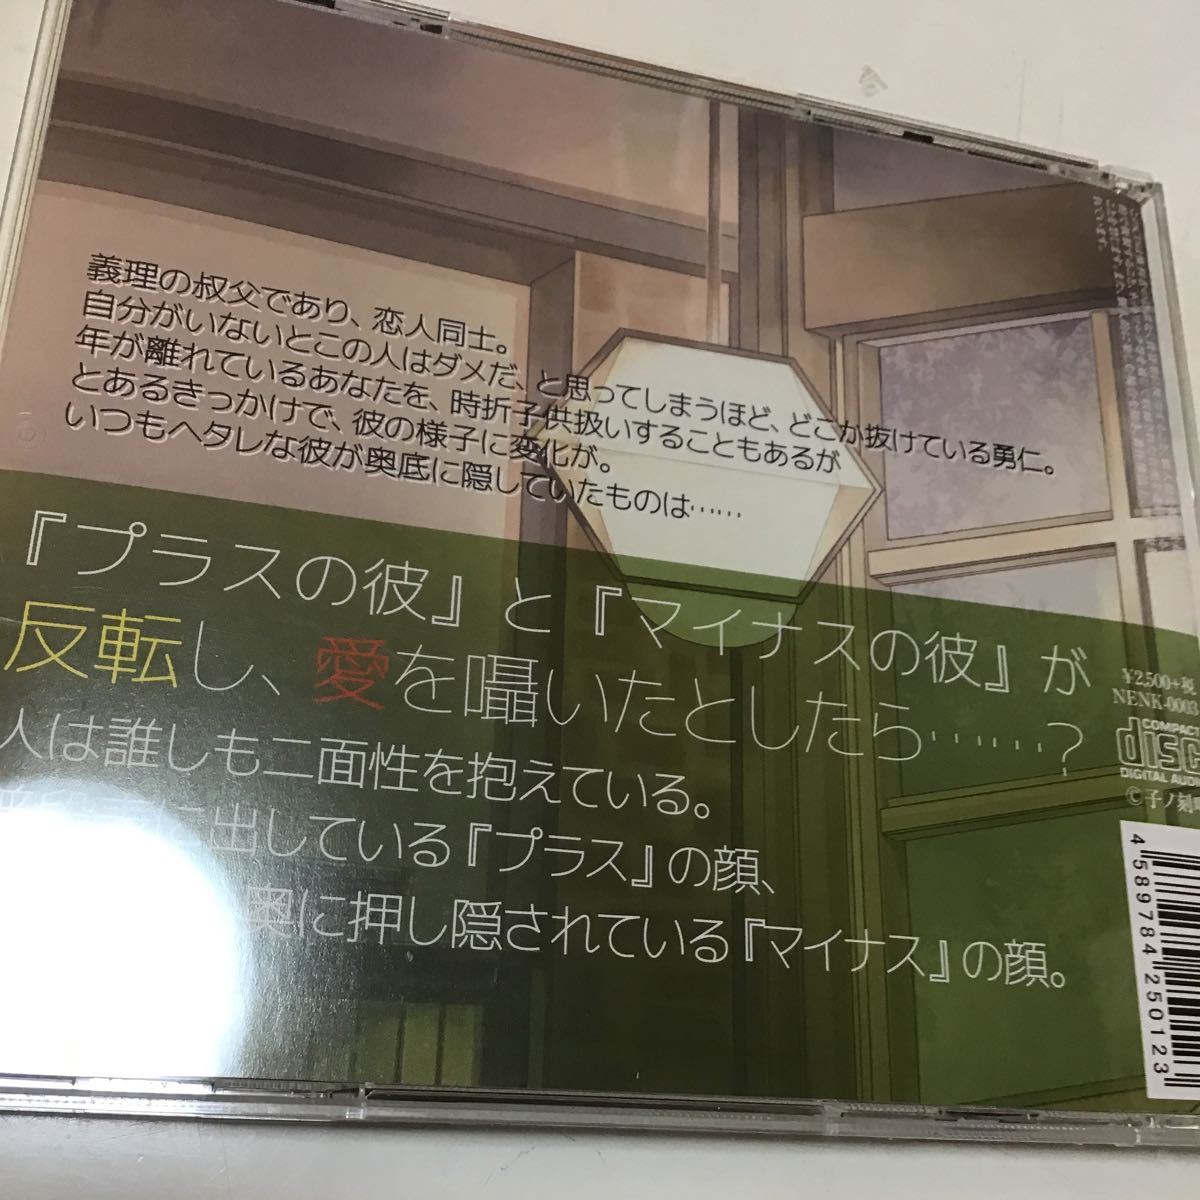 義理の叔父であり、恋人同士。
自分がいないとこの人はダメだ、と思ってしまうほど、どこか抜けている勇仁。
年が離れているあなたを、時折子供扱いすることもあるが
とあるきっかけで、彼の様子に変化が。
いつもヘタレな彼が奥底に隠していたものは……
『プラスの彼』と『マイナスの彼』が
反転し、愛を囁いたとしたら……？
人は誰しも二面性を抱えている。
に出している『プラス』の顔、
奥に押し隠されている『マイナス』の顔。
¥2,500+税
NENK-0003
COMPACT
disc
DIGITAL AUDIO
©子ノ刻
4 589784 250123